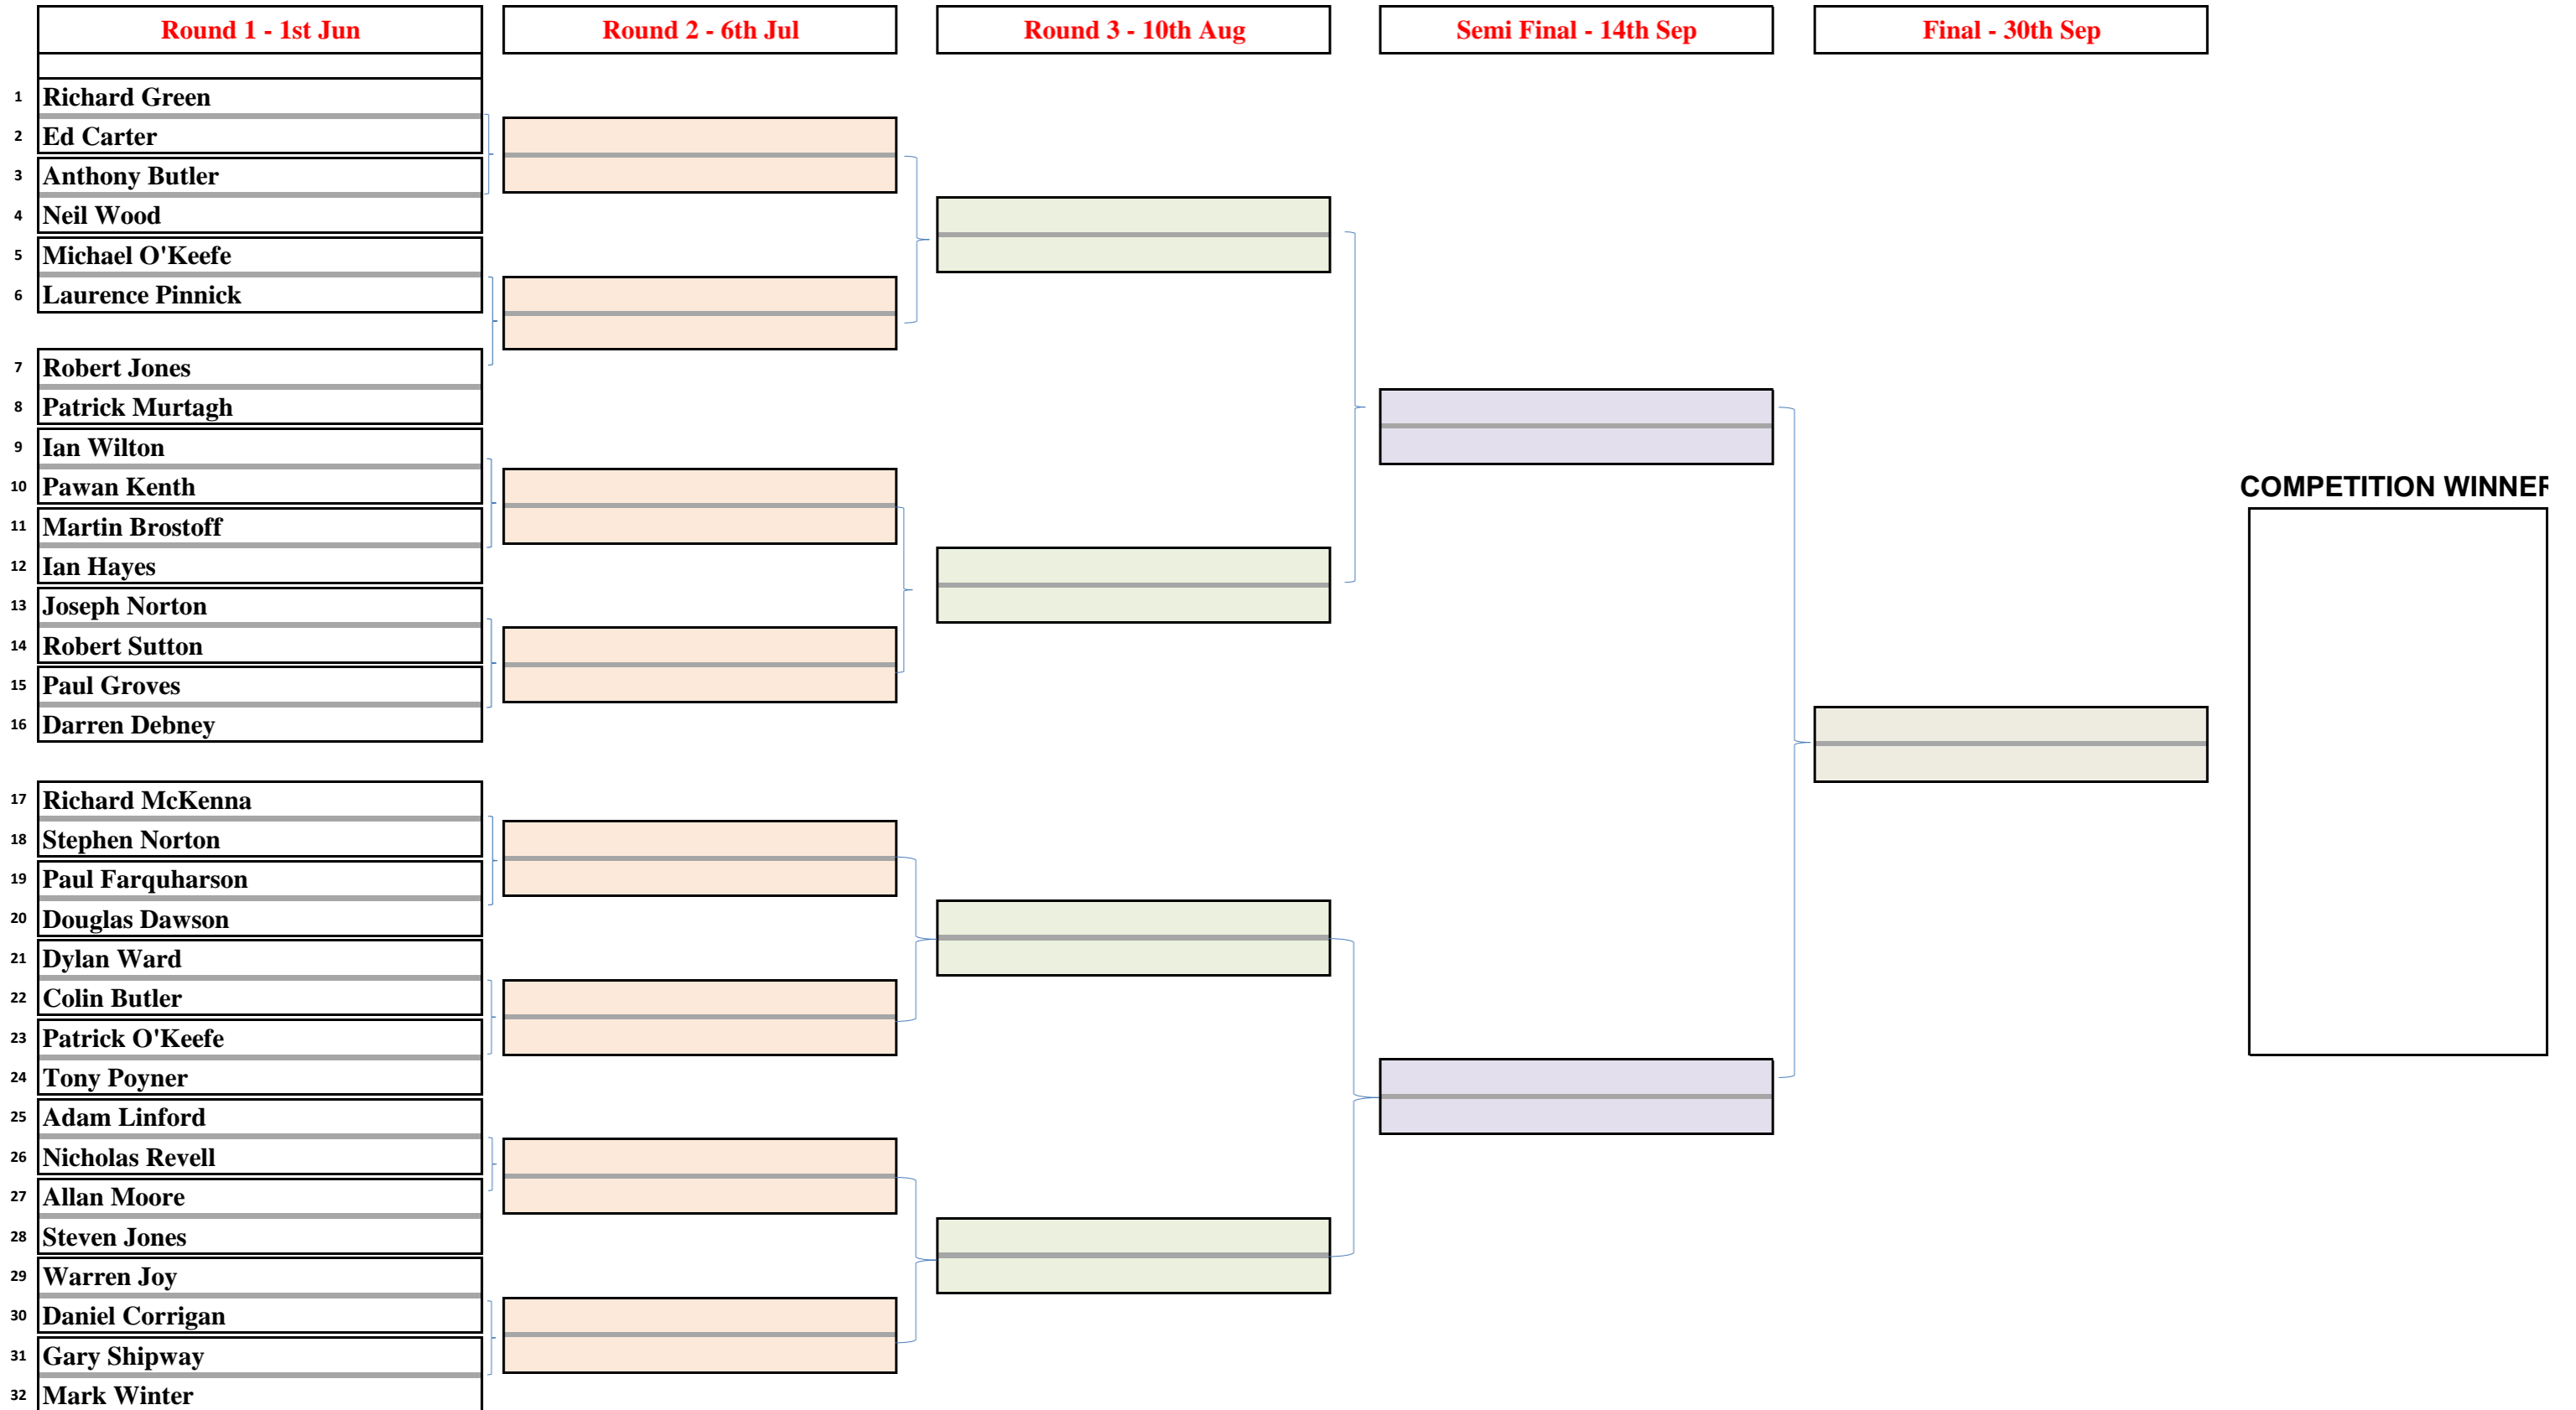 Round 1 - 1st Jun
Round 2 - 6th Jul
Round 3 - 10th Aug
Semi Final - 14th Sep
Final - 30th Sep
1 Richard Green
2 Ed Carter
3 Anthony Butler
4 Neil Wood
5 Michael O'Keefe
6 Laurence Pinnick
7 Robert Jones
8 Patrick Murtagh
9 Ian Wilton
10 Pawan Kenth
11 Martin Brostoff
12 Ian Hayes
13 Joseph Norton
14 Robert Sutton
15 Paul Groves
16 Darren Debney
17 Richard McKenna
18 Stephen Norton
19 Paul Farquharson
20 Douglas Dawson
21 Dylan Ward
22 Colin Butler
23 Patrick O'Keefe
24 Tony Poyner
25 Adam Linford
26 Nicholas Revell
27 Allan Moore
28 Steven Jones
29 Warren Joy
30 Daniel Corrigan
31 Gary Shipway
32 Mark Winter
COMPETITION WINNER